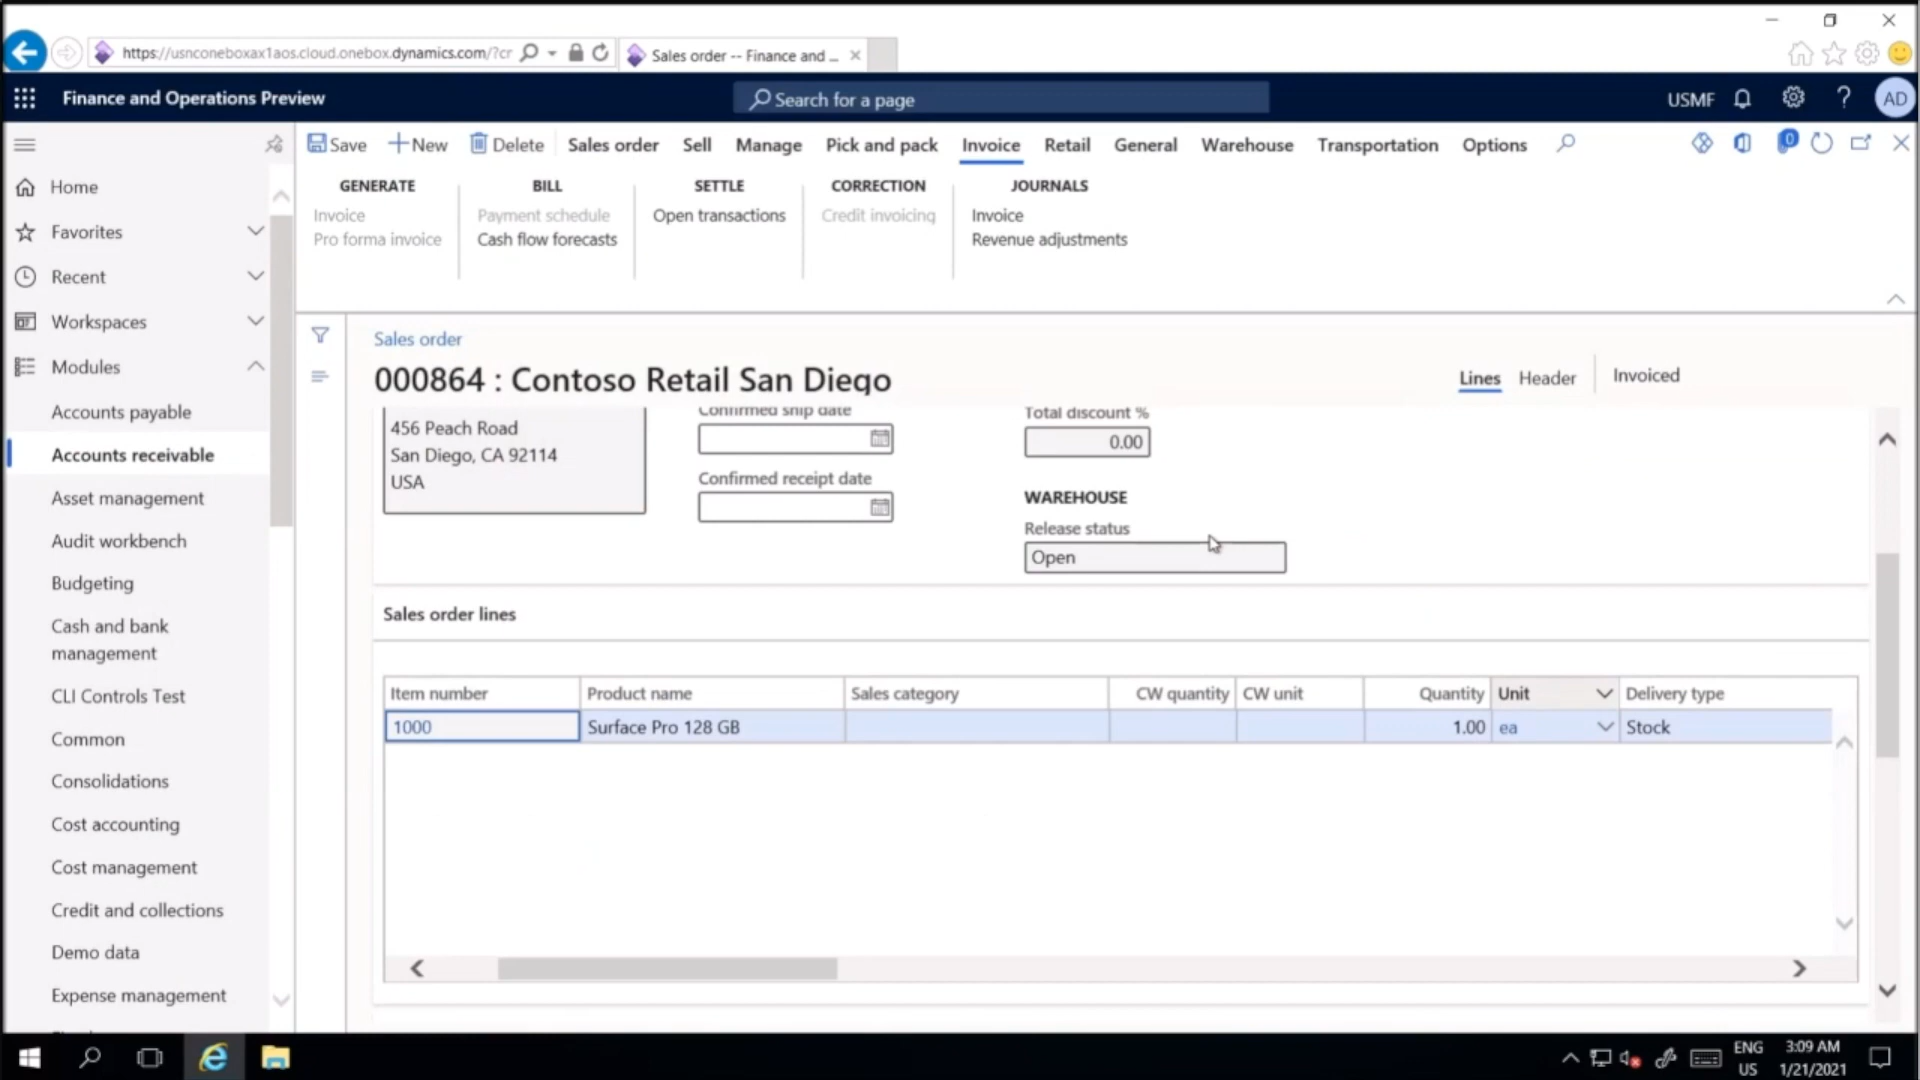 https://usnconeboxax1aos.cloud.onebox.dynamics.com/?cr
Sales order -- Finance and ...
Finance and Operations Preview
Search for a page
USMF
?
AD
Save
New
Delete
Sales order
Sell
Manage
Pick and pack
Invoice
Retail
General
Warehouse
Transportation
Options
0
GENERATE
Invoice
Pro forma invoice
BILL
Payment schedule
Cash flow forecasts
SETTLE
Open transactions
CORRECTION
Credit invoicing
JOURNALS
Invoice
Revenue adjustments
Home
Favorites
Recent
Workspaces
Modules
Accounts payable
Accounts receivable
Asset management
Audit workbench
Budgeting
Cash and bank
management
CLI Controls Test
Common
Consolidations
Cost accounting
Cost management
Credit and collections
Demo data
Expense management
Sales order
000864 : Contoso Retail San Diego
Lines
Header
Invoiced
456 Peach Road
San Diego, CA 92114
USA
Confirmed ship date
Confirmed receipt date
Total discount %
0.00
WAREHOUSE
Release status
Open
Sales order lines
Item number
Product name
Sales category
CW quantity
CW unit
Quantity
Unit
Delivery type
1000
Surface Pro 128 GB
1.00
ea
Stock
ENG
US
3:09 AM
1/21/2021